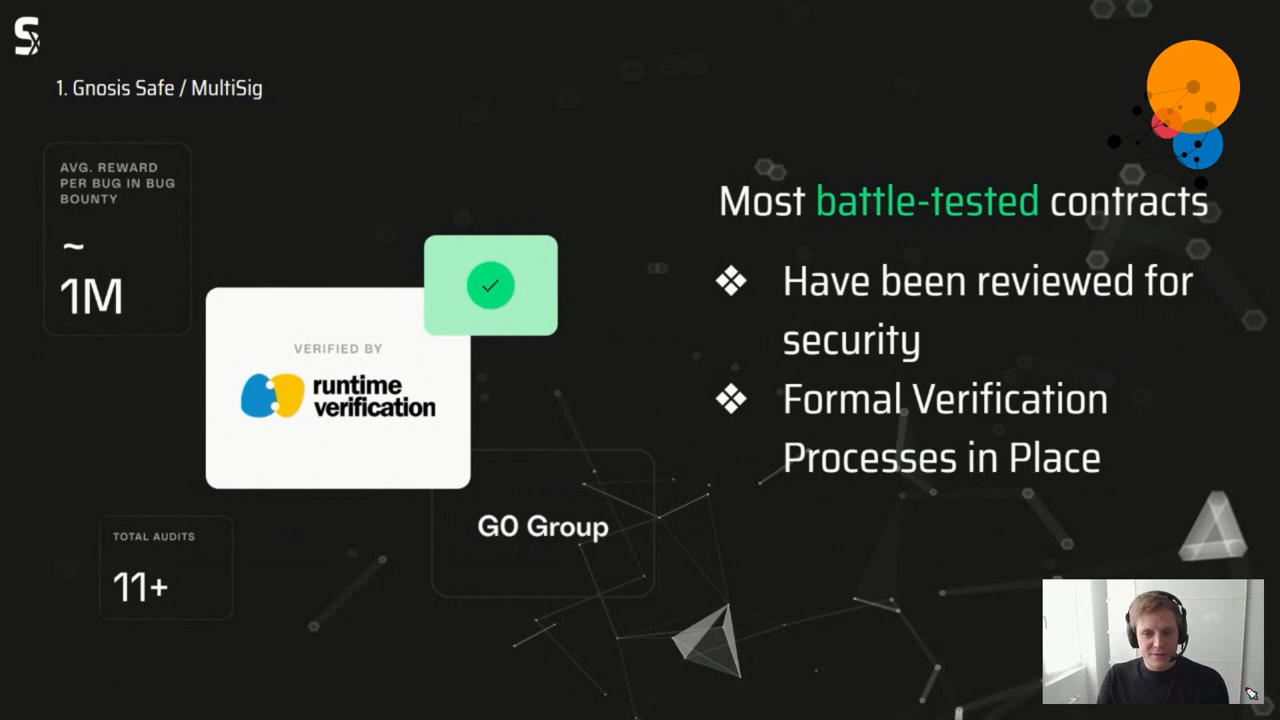 1. Gnosis Safe / MultiSig
AVG. REWARD
PER BUG IN BUG
BOUNTY
~
1M
VERIFIED BY
runtime
verification
G0 Group
TOTAL AUDITS
11+
Most battle-tested contracts
❖ Have been reviewed for
security
❖ Formal Verification
Processes in Place